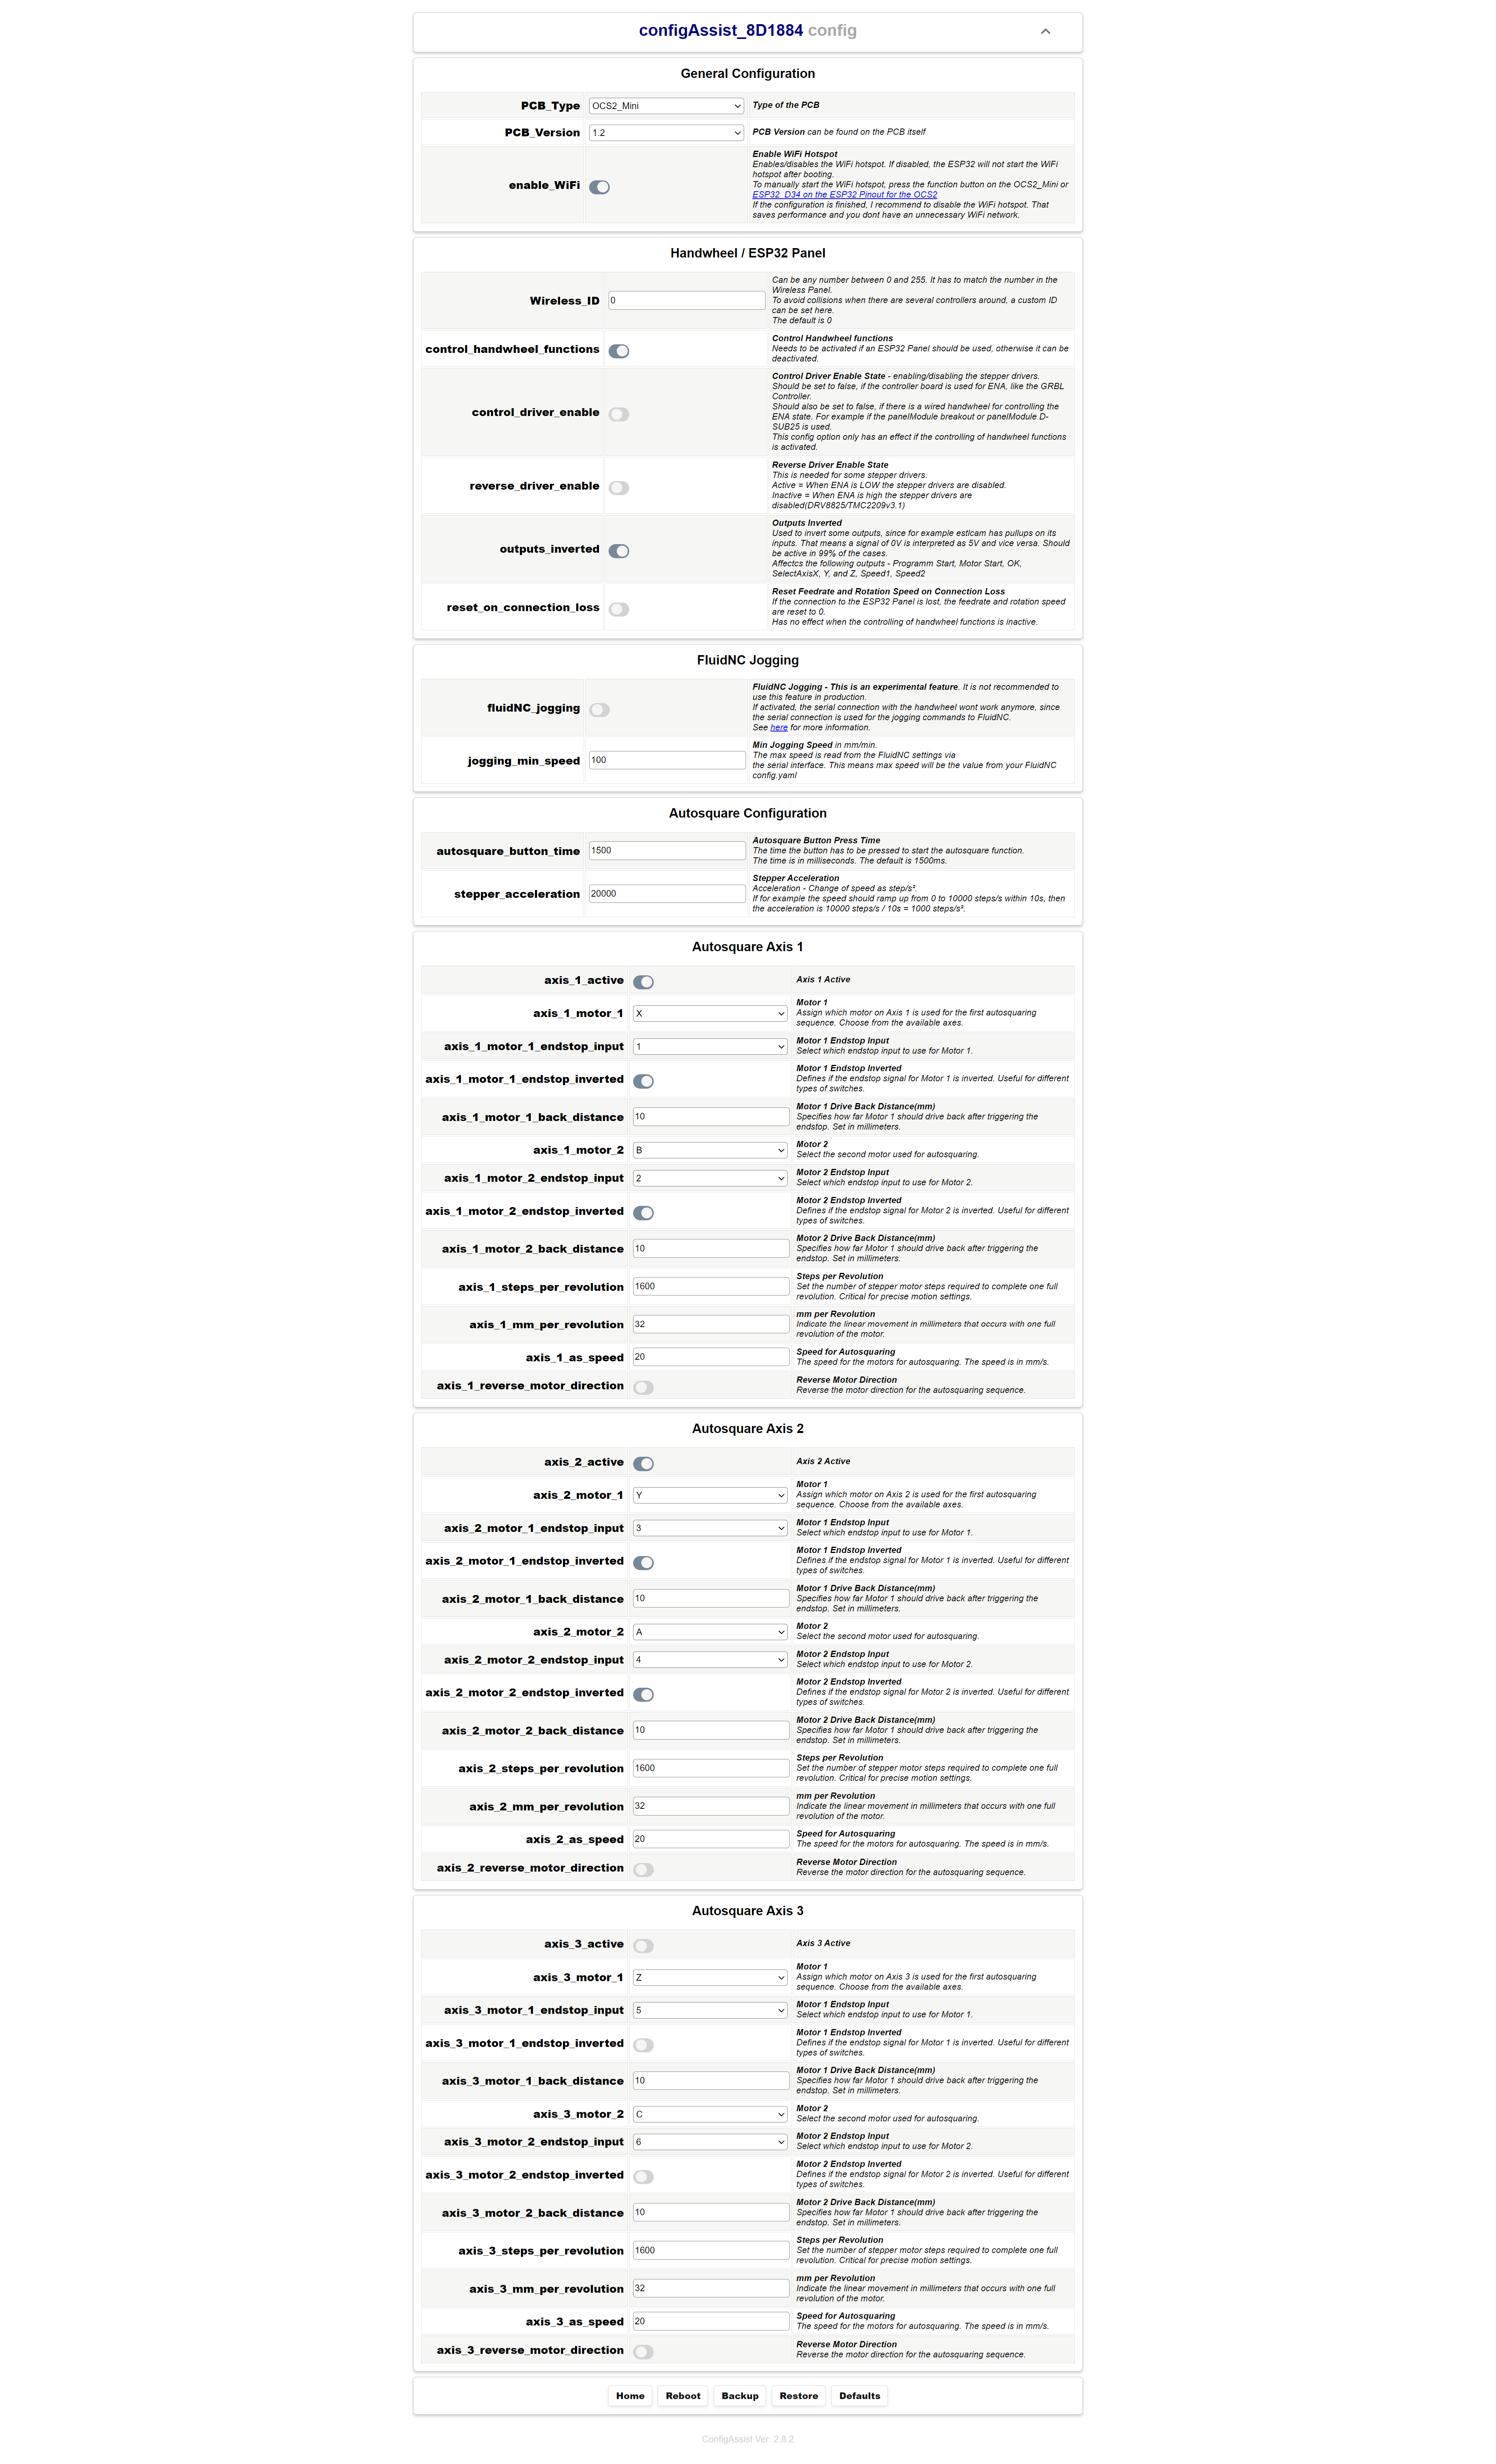 configAssist_8D1884 config
General Configuration
PCB_Type
OCS2_Mini
Type of the PCB
PCB_Version
1.2
PCB Version can be found on the PCB itself
enable_WiFi
Enable WiFi Hotspot
Enables/disables the WiFi hotspot. If disabled, the ESP32 will not start the WiFi
hotspot after booting.
To manually start the WiFi hotspot, press the function button on the OCS2_Mini or
ESP32_D34 on the ESP32 Pinout for the OCS2
If the configuration is finished, I recommend to disable the WiFi hotspot. That
saves performance and you dont have an unnecessary WiFi network.
Handwheel / ESP32 Panel
Wireless_ID
0
Can be any number between 0 and 255. It has to match the number in the
Wireless Panel.
To avoid collisions when there are several controllers around, a custom ID
can be set here.
The default is 0
control_handwheel_functions
Control Handwheel functions
Needs to be activated if an ESP32 Panel should be used, otherwise it can be
deactivated.
control_driver_enable
Control Driver Enable State - enabling/disabling the stepper drivers.
Should be set to false, if the controller board is used for ENA, like the GRBL
Controller.
Should also be set to false, if there is a wired handwheel for controlling the
ENA state. For example if the panelModule breakout or panelModule D-
SUB25 is used.
This config option only has an effect if the controlling of handwheel functions
is activated.
reverse_driver_enable
Reverse Driver Enable State
This is needed for some stepper drivers.
Active = When ENA is LOW the stepper drivers are disabled.
Inactive = When ENA is high the stepper drivers are
disabled(DRV8825/TMC2209v3.1)
outputs_inverted
Outputs Inverted
Used to invert some outputs, since for example estlcam has pullups on its
inputs. That means a signal of 0V is interpreted as 5V and vice versa. Should
be active in 99% of the cases.
Affectcs the following outputs - Programm Start, Motor Start, OK,
SelectAxisX, Y, and Z, Speed1, Speed2
reset_on_connection_loss
Reset Feedrate and Rotation Speed on Connection Loss
If the connection to the ESP32 Panel is lost, the feedrate and rotation speed
are reset to 0.
Has no effect when the controlling of handwheel functions is inactive.
FluidNC Jogging
fluidNC_jogging
FluidNC Jogging - This is an experimental feature. It is not recommended to
use this feature in production.
If activated, the serial connection with the handwheel wont work anymore, since
the serial connection is used for the jogging commands to FluidNC.
See here for more information.
jogging_min_speed
100
Min Jogging Speed in mm/min.
The max speed is read from the FluidNC settings via
the serial interface. This means max speed will be the value from your FluidNC
config.yaml
Autosquare Configuration
autosquare_button_time
1500
Autosquare Button Press Time
The time the button has to be pressed to start the autosquare function.
The time is in milliseconds. The default is 1500ms.
stepper_acceleration
20000
Stepper Acceleration
Acceleration - Change of speed as step/s².
If for example the speed should ramp up from 0 to 10000 steps/s within 10s, then
the acceleration is 10000 steps/s / 10s = 1000 steps/s².
Autosquare Axis 1
axis_1_active
Axis 1 Active
axis_1_motor_1
X
Motor 1
Assign which motor on Axis 1 is used for the first autosquaring
sequence. Choose from the available axes.
axis_1_motor_1_endstop_input
1
Motor 1 Endstop Input
Select which endstop input to use for Motor 1.
axis_1_motor_1_endstop_inverted
Motor 1 Endstop Inverted
Defines if the endstop signal for Motor 1 is inverted. Useful for different
types of switches.
axis_1_motor_1_back_distance
10
Motor 1 Drive Back Distance(mm)
Specifies how far Motor 1 should drive back after triggering the
endstop. Set in millimeters.
axis_1_motor_2
B
Motor 2
Select the second motor used for autosquaring.
axis_1_motor_2_endstop_input
2
Motor 2 Endstop Input
Select which endstop input to use for Motor 2.
axis_1_motor_2_endstop_inverted
Motor 2 Endstop Inverted
Defines if the endstop signal for Motor 2 is inverted. Useful for different
types of switches.
axis_1_motor_2_back_distance
10
Motor 2 Drive Back Distance(mm)
Specifies how far Motor 1 should drive back after triggering the
endstop. Set in millimeters.
axis_1_steps_per_revolution
1600
Steps per Revolution
Set the number of stepper motor steps required to complete one full
revolution. Critical for precise motion settings.
axis_1_mm_per_revolution
32
mm per Revolution
Indicate the linear movement in millimeters that occurs with one full
revolution of the motor.
axis_1_as_speed
20
Speed for Autosquaring
The speed for the motors for autosquaring. The speed is in mm/s.
axis_1_reverse_motor_direction
Reverse Motor Direction
Reverse the motor direction for the autosquaring sequence.
Autosquare Axis 2
axis_2_active
Axis 2 Active
axis_2_motor_1
Y
Motor 1
Assign which motor on Axis 2 is used for the first autosquaring
sequence. Choose from the available axes.
axis_2_motor_1_endstop_input
3
Motor 1 Endstop Input
Select which endstop input to use for Motor 1.
axis_2_motor_1_endstop_inverted
Motor 1 Endstop Inverted
Defines if the endstop signal for Motor 1 is inverted. Useful for different
types of switches.
axis_2_motor_1_back_distance
10
Motor 1 Drive Back Distance(mm)
Specifies how far Motor 1 should drive back after triggering the
endstop. Set in millimeters.
axis_2_motor_2
A
Motor 2
Select the second motor used for autosquaring.
axis_2_motor_2_endstop_input
4
Motor 2 Endstop Input
Select which endstop input to use for Motor 2.
axis_2_motor_2_endstop_inverted
Motor 2 Endstop Inverted
Defines if the endstop signal for Motor 2 is inverted. Useful for different
types of switches.
axis_2_motor_2_back_distance
10
Motor 2 Drive Back Distance(mm)
Specifies how far Motor 1 should drive back after triggering the
endstop. Set in millimeters.
axis_2_steps_per_revolution
1600
Steps per Revolution
Set the number of stepper motor steps required to complete one full
revolution. Critical for precise motion settings.
axis_2_mm_per_revolution
32
mm per Revolution
Indicate the linear movement in millimeters that occurs with one full
revolution of the motor.
axis_2_as_speed
20
Speed for Autosquaring
The speed for the motors for autosquaring. The speed is in mm/s.
axis_2_reverse_motor_direction
Reverse Motor Direction
Reverse the motor direction for the autosquaring sequence.
Autosquare Axis 3
axis_3_active
Axis 3 Active
axis_3_motor_1
Z
Motor 1
Assign which motor on Axis 3 is used for the first autosquaring
sequence. Choose from the available axes.
axis_3_motor_1_endstop_input
5
Motor 1 Endstop Input
Select which endstop input to use for Motor 1.
axis_3_motor_1_endstop_inverted
Motor 1 Endstop Inverted
Defines if the endstop signal for Motor 1 is inverted. Useful for different
types of switches.
axis_3_motor_1_back_distance
10
Motor 1 Drive Back Distance(mm)
Specifies how far Motor 1 should drive back after triggering the
endstop. Set in millimeters.
axis_3_motor_2
C
Motor 2
Select the second motor used for autosquaring.
axis_3_motor_2_endstop_input
6
Motor 2 Endstop Input
Select which endstop input to use for Motor 2.
axis_3_motor_2_endstop_inverted
Motor 2 Endstop Inverted
Defines if the endstop signal for Motor 2 is inverted. Useful for different
types of switches.
axis_3_motor_2_back_distance
10
Motor 2 Drive Back Distance(mm)
Specifies how far Motor 1 should drive back after triggering the
endstop. Set in millimeters.
axis_3_steps_per_revolution
1600
Steps per Revolution
Set the number of stepper motor steps required to complete one full
revolution. Critical for precise motion settings.
axis_3_mm_per_revolution
32
mm per Revolution
Indicate the linear movement in millimeters that occurs with one full
revolution of the motor.
axis_3_as_speed
20
Speed for Autosquaring
The speed for the motors for autosquaring. The speed is in mm/s.
axis_3_reverse_motor_direction
Reverse Motor Direction
Reverse the motor direction for the autosquaring sequence.
Home Reboot Backup Restore Defaults
ConfigAssist Ver: 2.8.2